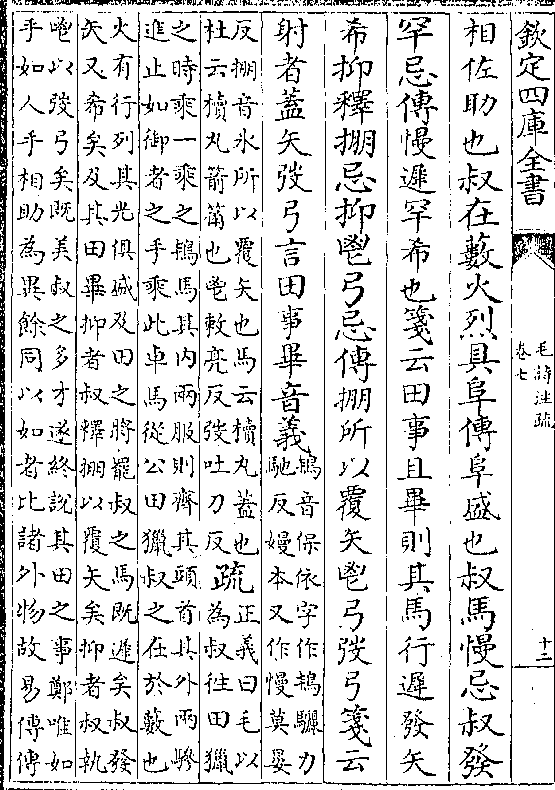 欽定四庫全書
毛詩注疏
卷七
十二
相佐助也叔在藪火烈具阜傳阜盛也叔馬慢忌叔發
罕忌傳慢遲罕希也箋云田事且畢則其馬行遲發矢
希抑釋掤忌抑鬯弓忌傳掤所以覆矢鬯弓弢弓箋云
射者蓋矢弢弓言田事畢音義鴇音保依字作鴇驪力
馳反嫚本又作慢莫晏
反掤音氷所以覆矢也馬云犢丸蓋也
杜云犢丸箭筩也鬯敕亮反弢吐刀反疏正義曰毛以
為叔往田獵
之時乘一乘之鴇馬其内兩服則齊其頭首其外兩驂
進止如御者之手乘此車馬從公田獵叔之在於藪也
火有行列其光俱盛及田之將罷叔之馬既遲矣叔發
矢又希矣及其田畢抑者叔釋掤以覆矢矣抑者叔執
鬯以弢弓矣既美叔之多才遂終說其田之事鄭唯如
手如人手相助為異餘同以如者比諸外物故易傳傳